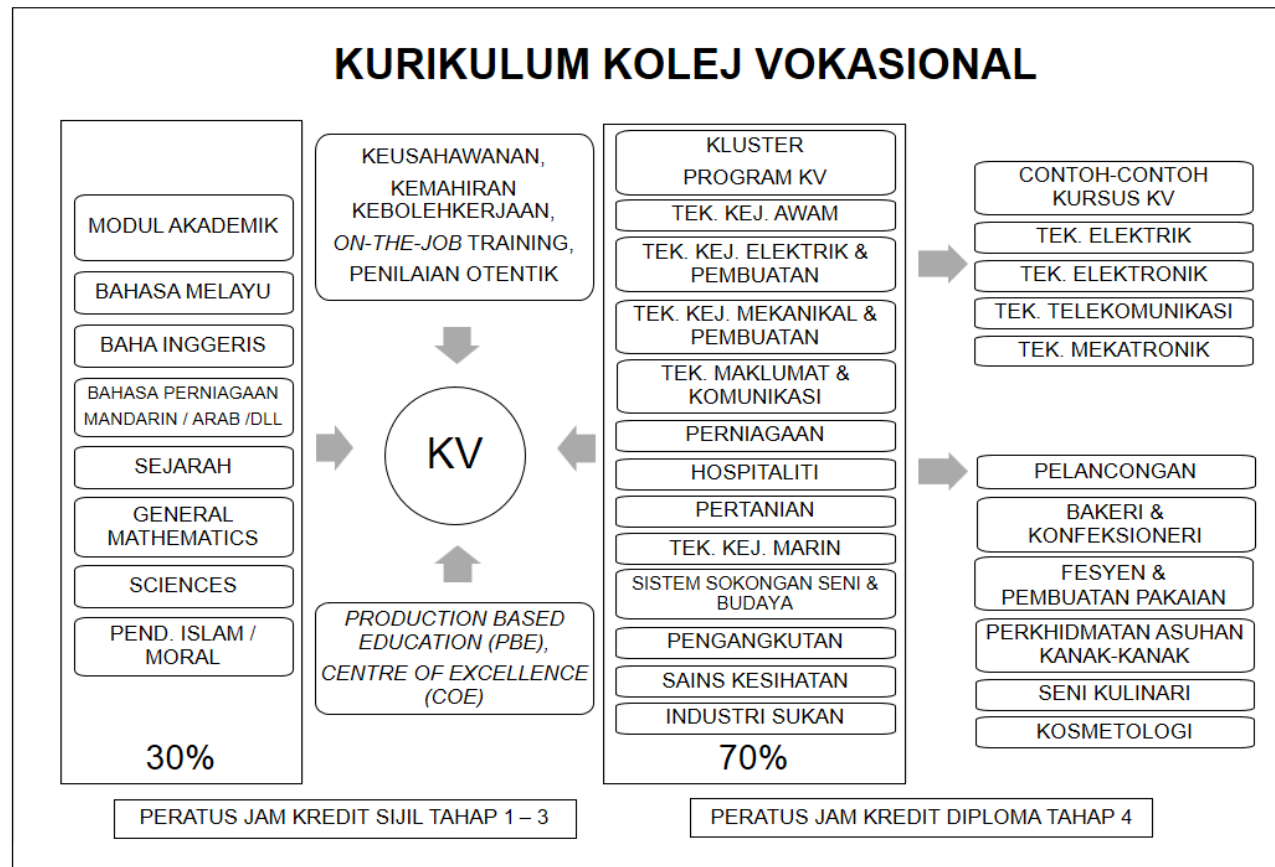 KURIKULUM KOLEJ VOKASIONAL
MODUL AKADEMIK
BAHASA MELAYU
BAHA INGGERIS
BAHASA PERNIAGAAN
MANDARIN / ARAB /DLL
SEJARAH
GENERAL
MATHEMATICS
SCIENCES
PEND. ISLAM /
MORAL
30%
KEUSAHAWANAN,
KEMAHIRAN
KEBOLEHKERJAAN,
ON-THE-JOB TRAINING,
PENILAIAN OTENTIK
KV
PRODUCTION BASED
EDUCATION (PBE),
CENTRE OF EXCELLENCE
(COE)
KLUSTER
PROGRAM KV
TEK. KEJ. AWAM
TEK. KEJ. ELEKTRIK &
PEMBUATAN
TEK. KEJ. MEKANIKAL &
PEMBUATAN
TEK. MAKLUMAT &
KOMUNIKASI
PERNIAGAAN
HOSPITALITI
PERTANIAN
TEK. KEJ. MARIN
SISTEM SOKONGAN SENI &
BUDAYA
PENGANGKUTAN
SAINS KESIHATAN
INDUSTRI SUKAN
70%
CONTOH-CONTOH
KURSUS KV
TEK. ELEKTRIK
TEK. ELEKTRONIK
TEK. TELEKOMUNIKASI
TEK. MEKATRONIK
PELANCONGAN
BAKERI &
KONFEKSIONERI
FESYEN &
PEMBUATAN PAKAIAN
PERKHIDMATAN ASUHAN
KANAK-KANAK
SENI KULINARI
KOSMETOLOGI
PERATUS JAM KREDIT SIJIL TAHAP 1 – 3
PERATUS JAM KREDIT DIPLOMA TAHAP 4